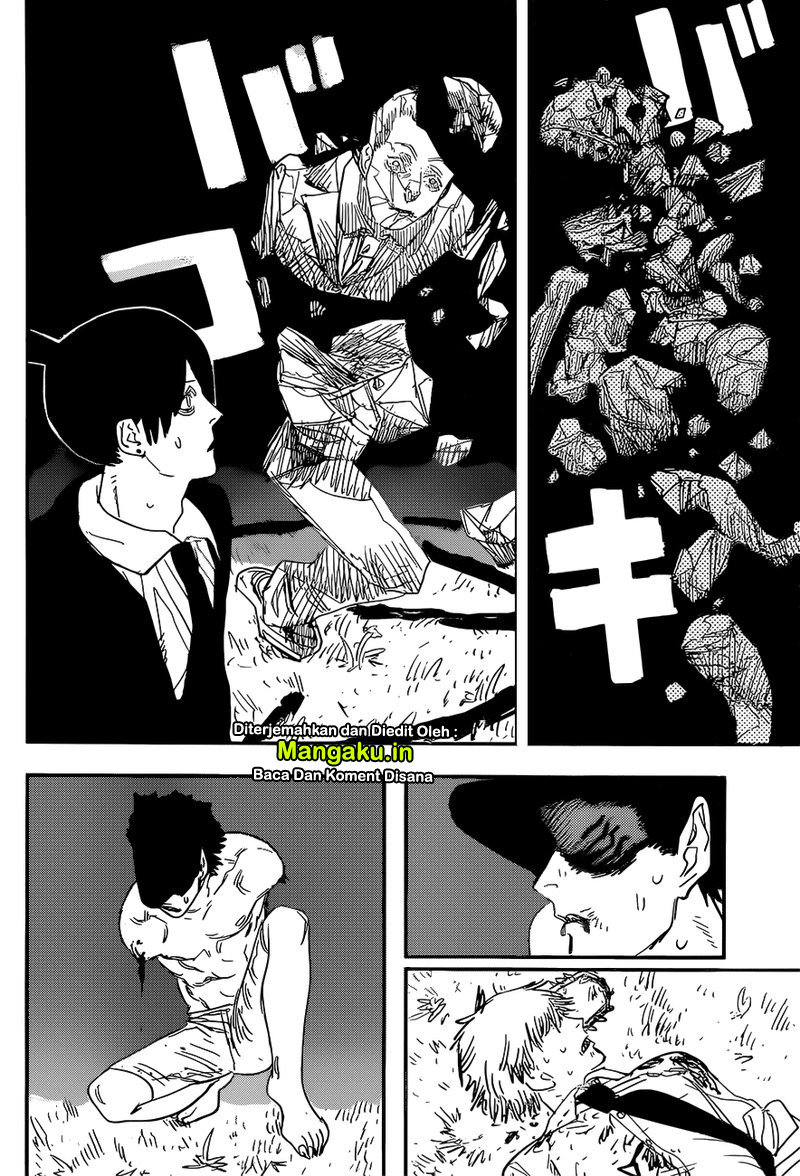 バキ
バコ
Diterjemahkan dan Diedit Oleh :
Mangaku.in
Baca Dan Koment Disana